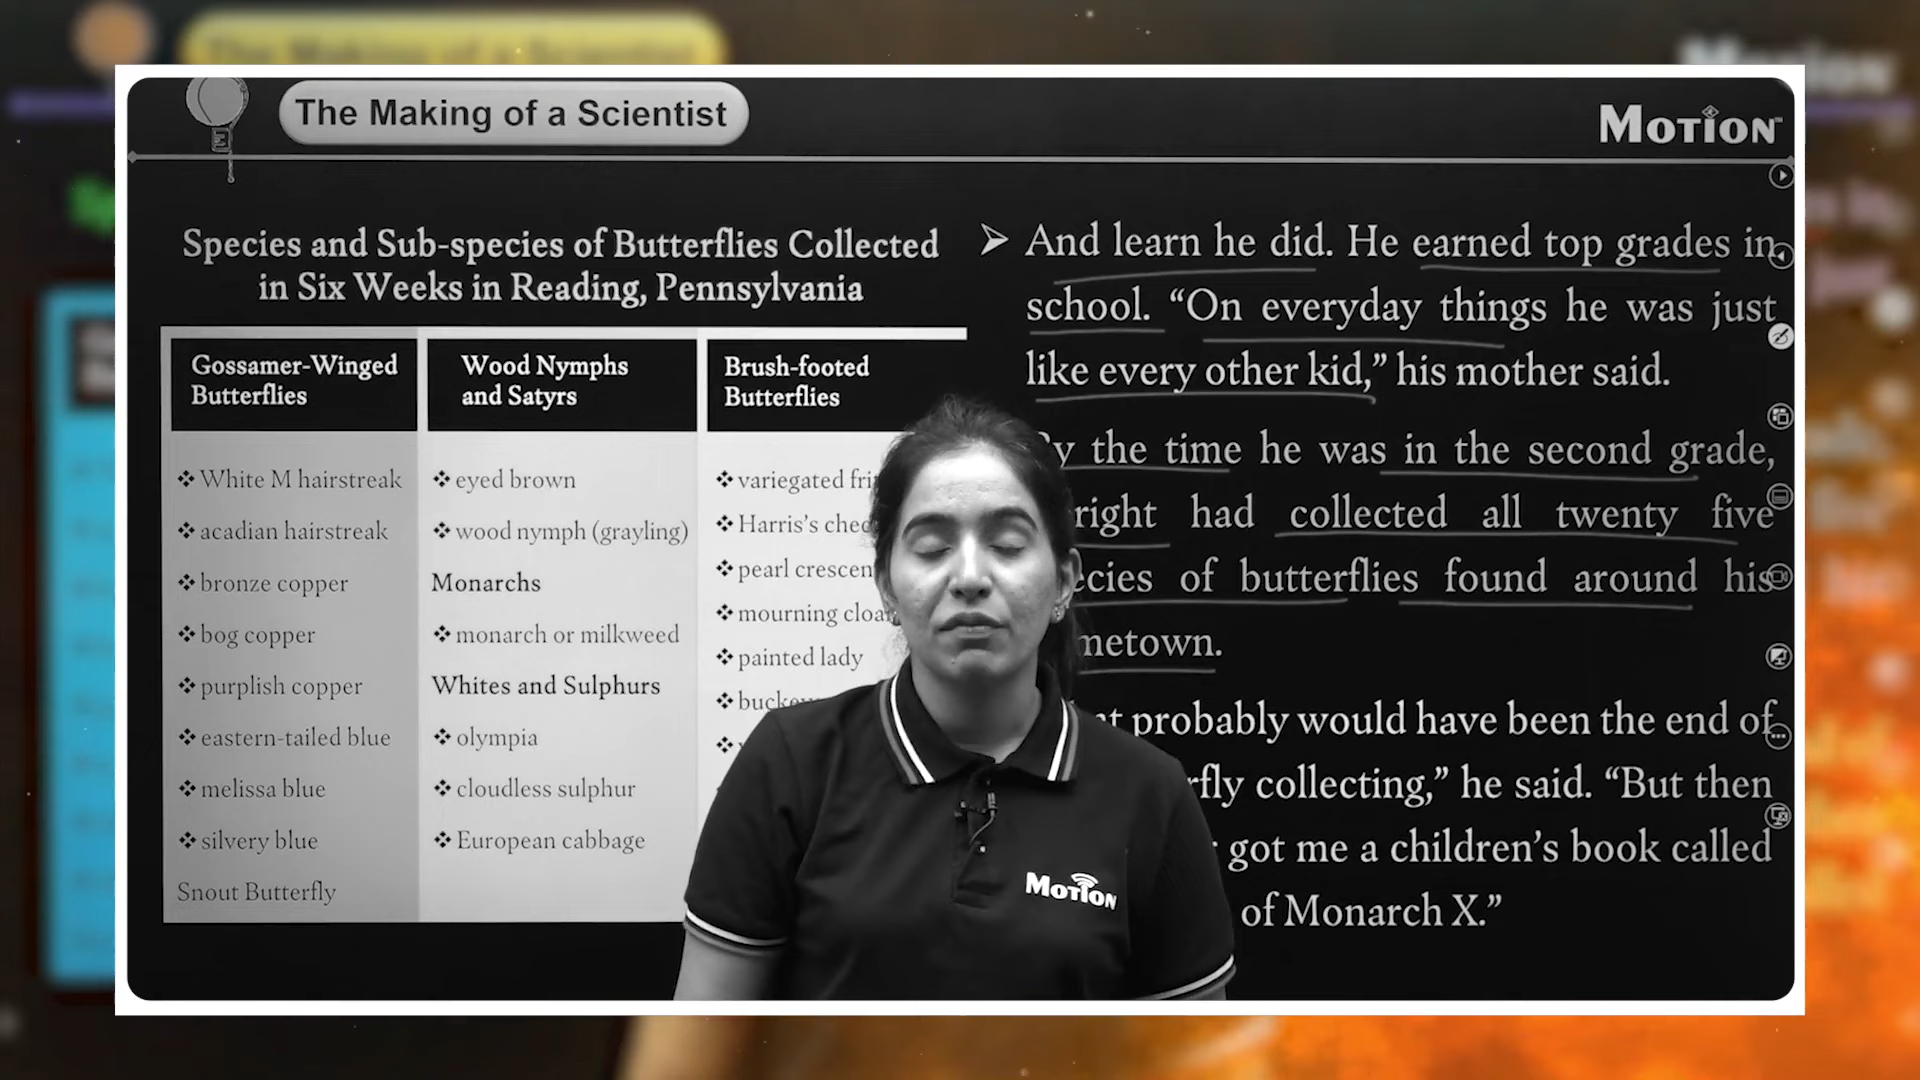 The Making of a Scientist
MOTION
Species and Sub-species of Butterflies Collected
in Six Weeks in Reading, Pennsylvania
Gossamer-Winged
Butterflies
White M hairstreak
acadian hairstreak
bronze copper
bog copper
purplish copper
eastern-tailed blue
melissa blue
silvery blue
Snout Butterfly
Wood Nymphs
and Satyrs
eyed brown
wood nymph (grayling)
Monarchs
monarch or milkweed
Whites and Sulphurs
olympia
cloudless sulphur
European cabbage
Brush-footed
Butterflies
variegated
Harris's
pearl
mourning
painted lady
And learn he did. He earned top grades in
school. “On everyday things he was just
like every other kid,” his mother said.
the time he was in the second grade,
had collected all twenty five
of butterflies found around his
probably would have been the end of
collecting,” he said. “But then
got me a children’s book called
of Monarch X.”
MOTION